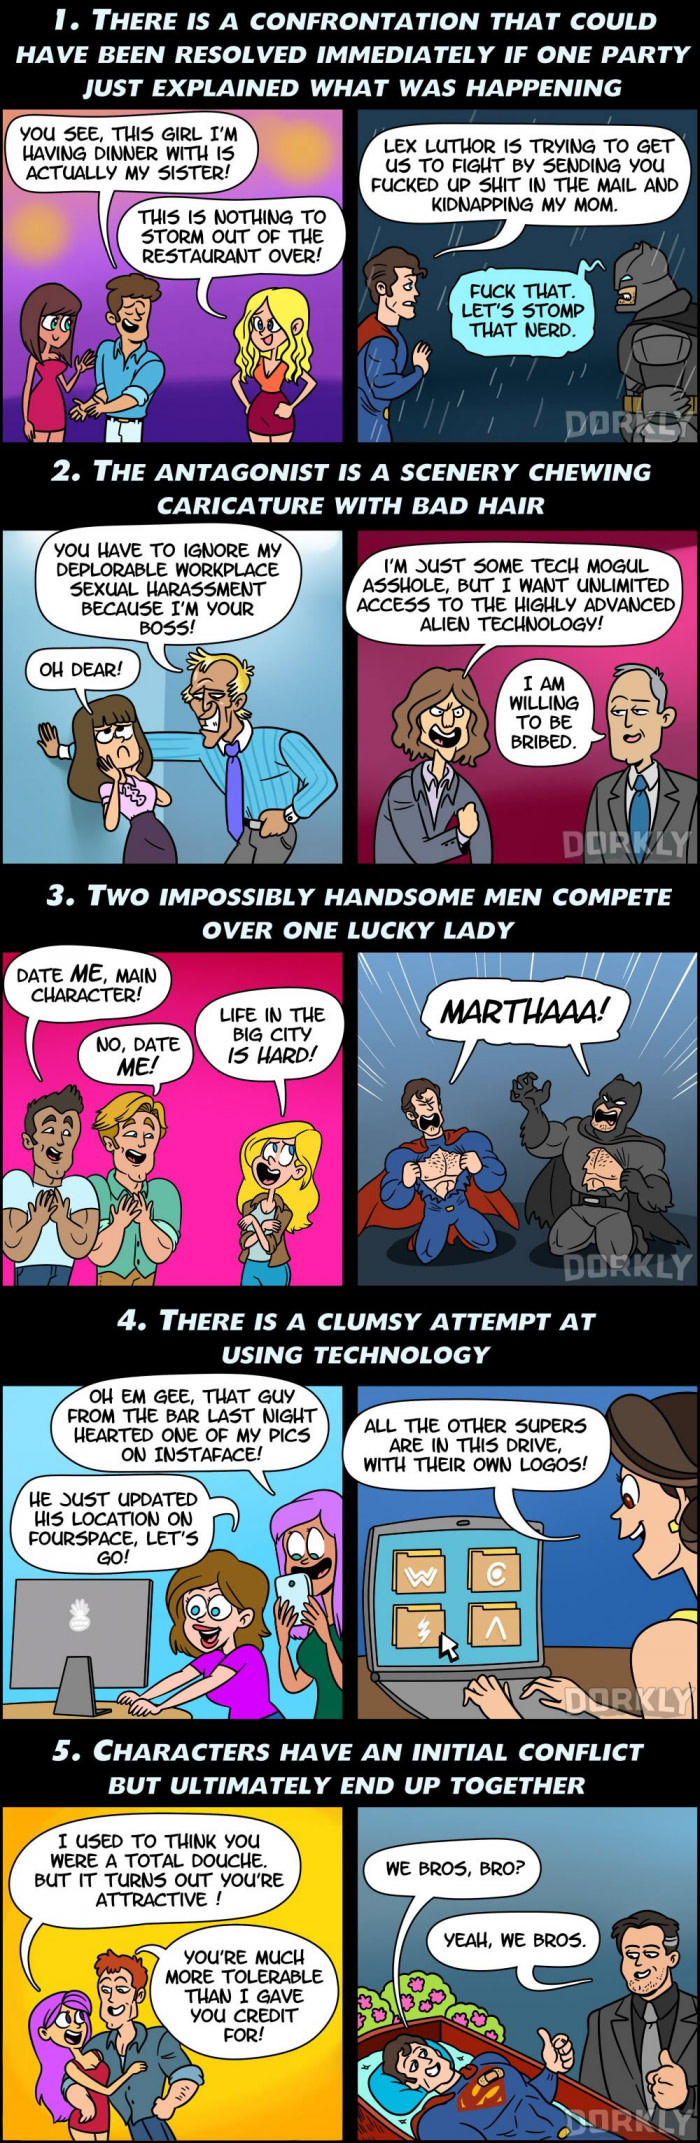 1. There is a confrontation that could
have been resolved immediately if one party
just explained what was happening
YOU SEE, THIS GIRL I'M
HAVING DINNER WITH IS
ACTUALLY MY SISTER!
THIS IS NOTHING TO
STORM OUT OF THE
RESTAURANT OVER!
LEX LUTHOR IS TRYING TO GET
US TO FIGHT BY SENDING YOU
FUCKED UP SHIT IN THE MAIL AND
KIDNAPPING MY MOM.
FUCK THAT.
LET'S STOMP
THAT NERD.
DORKLY
2. The antagonist is a scenery chewing
caricature with bad hair
YOU HAVE TO IGNORE MY
DEPLORABLE WORKPLACE
SEXUAL HARASSMENT
BECAUSE I'M YOUR
BOSS!
OH DEAR!
I'M JUST SOME TECH MOGUL
ASSHOLE, BUT I WANT UNLIMITED
ACCESS TO THE HIGHLY ADVANCED
ALIEN TECHNOLOGY!
I AM
WILLING
TO BE
BRIBED.
DORKLY
3. Two impossibly handsome men compete
over one lucky lady
DATE ME, MAIN
CHARACTER!
NO, DATE
ME!
LIFE IN THE
BIG CITY
IS HARD!
MARTHAAA!
DORKLY
4. There is a clumsy attempt at
using technology
OH EM GEE, THAT GUY
FROM THE BAR LAST NIGHT
HEARTED ONE OF MY PICS
ON INSTAFACE!
HE JUST UPDATED
HIS LOCATION ON
FOURSPACE, LET'S
GO!
ALL THE OTHER SUPERS
ARE IN THIS DRIVE,
WITH THEIR OWN LOGOS!
W C
DORKLY
5. Characters have an initial conflict
but ultimately end up together
I USED TO THINK YOU
WERE A TOTAL DOUCHE.
BUT IT TURNS OUT YOU'RE
ATTRACTIVE !
YOU'RE MUCH
MORE TOLERABLE
THAN I GAVE
YOU CREDIT
FOR!
WE BROS, BRO?
YEAH, WE BROS.
DORKLY